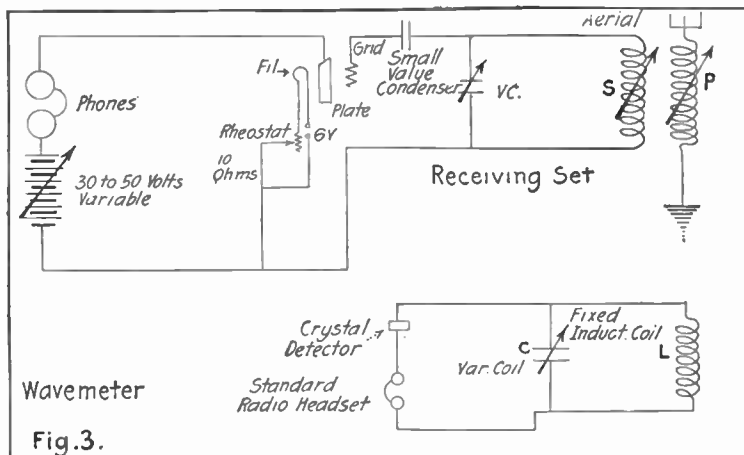 Aerial
Grid
Small
Value
Condenser
Fil
Plate
Phones
Rheostat
6V
10
Ohms
VC.
S
P
30 to 50 Volts
Variable
Receiving Set
Crystal
Detector
Standard
Radio Headset
C
Fixed
Induct. Coil
Var. Coil
L
Wavemeter
Fig.3.